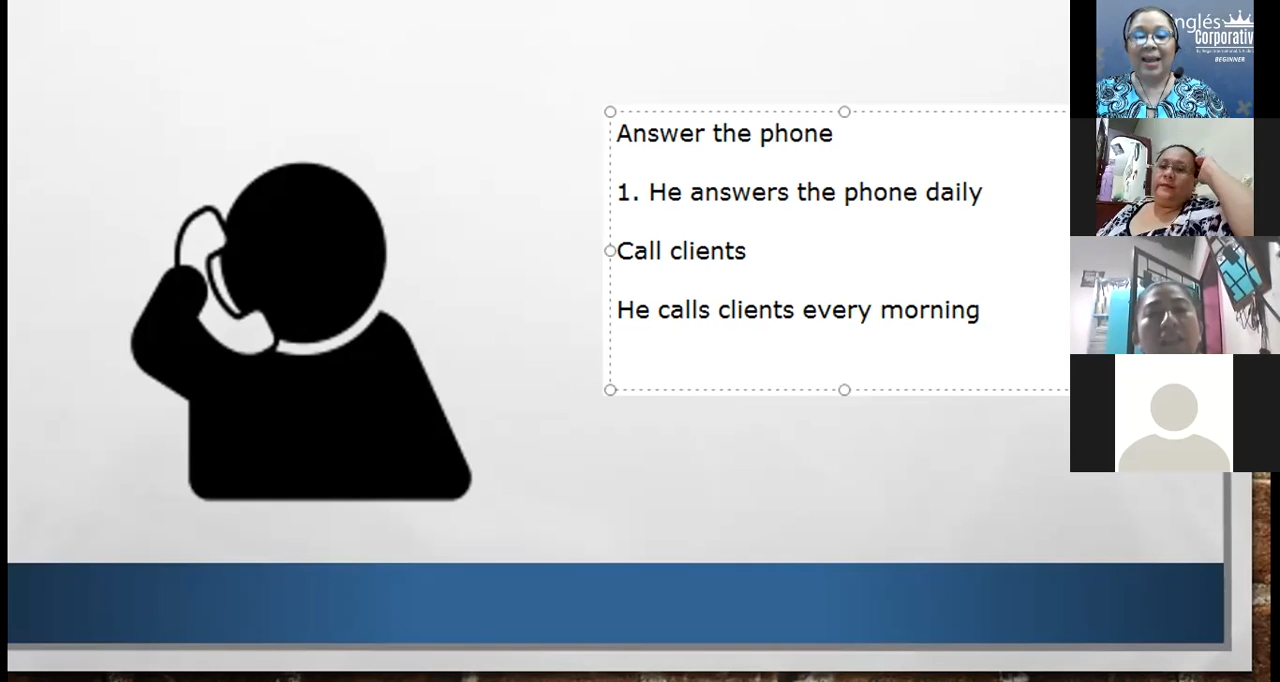 Answer the phone
1. He answers the phone daily
Call clients
He calls clients every morning
nglés
Corporativ
BEGINNER